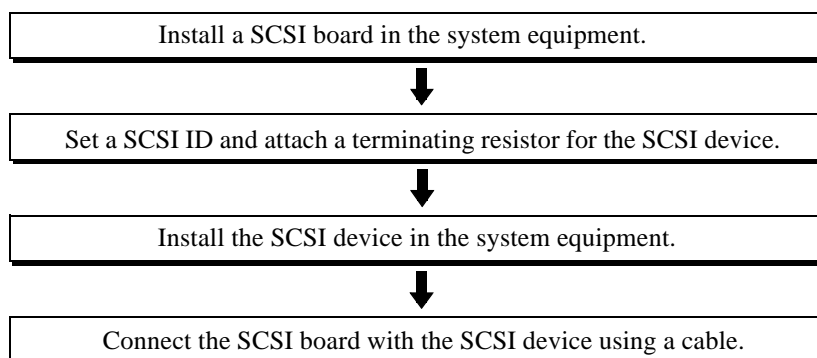 Install a SCSI board in the system equipment.
Set a SCSI ID and attach a terminating resistor for the SCSI device.
Install the SCSI device in the system equipment.
Connect the SCSI board with the SCSI device using a cable.